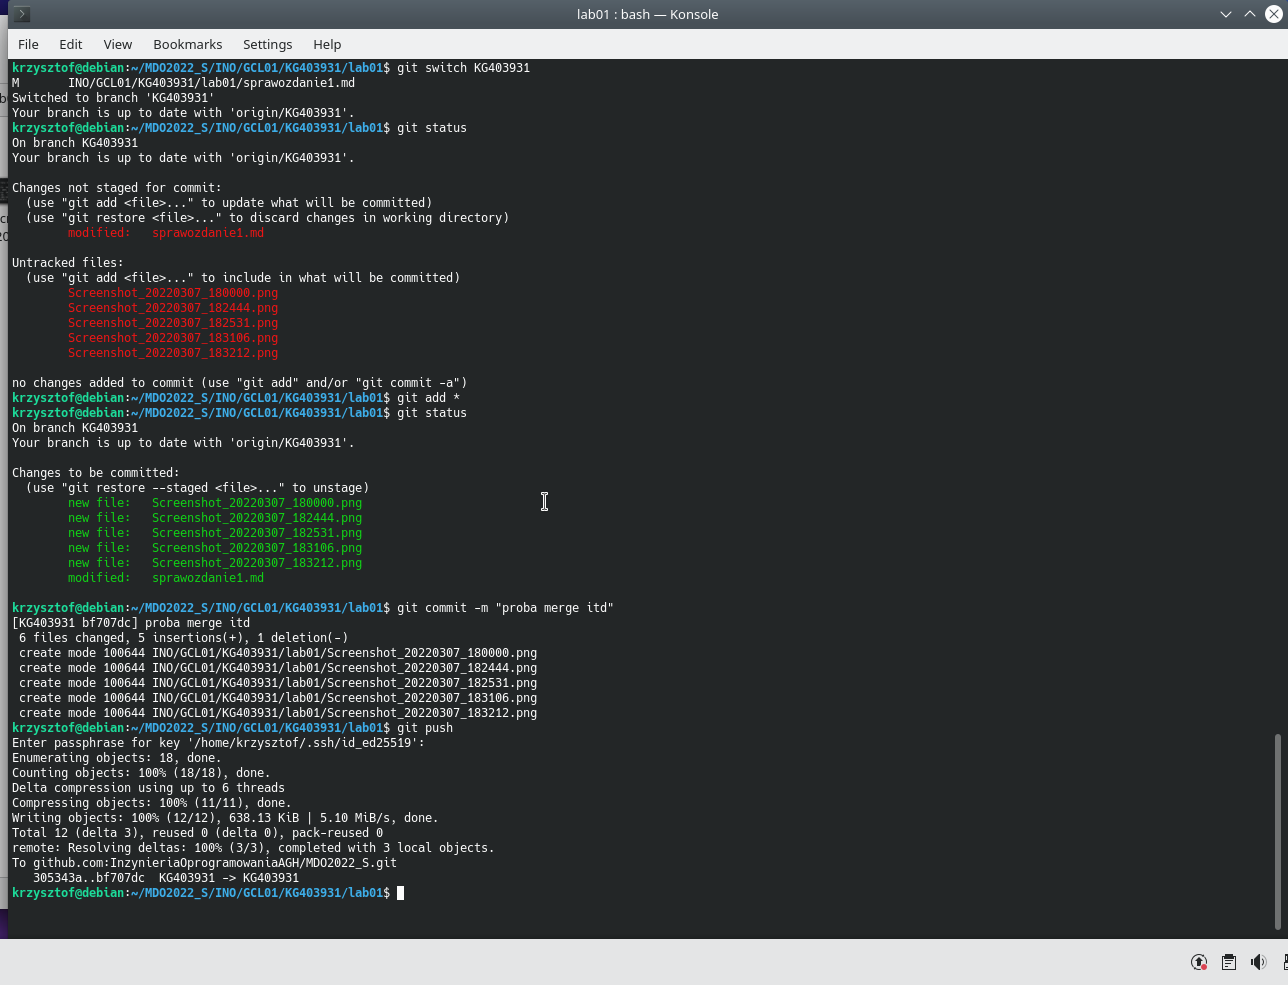 lab01 : bash — Konsole
File Edit View Bookmarks Settings Help
krzysztof@debian:~/MDO2022_S/INO/GCL01/KG403931/lab01$ git switch KG403931
M       INO/GCL01/KG403931/lab01/sprawozdanie1.md
Switched to branch 'KG403931'
Your branch is up to date with 'origin/KG403931'.
krzysztof@debian:~/MDO2022_S/INO/GCL01/KG403931/lab01$ git status
On branch KG403931
Your branch is up to date with 'origin/KG403931'.

Changes not staged for commit:
  (use "git add <file>..." to update what will be committed)
  (use "git restore <file>..." to discard changes in working directory)
        modified:   sprawozdanie1.md

Untracked files:
  (use "git add <file>..." to include in what will be committed)
        Screenshot_20220307_180000.png
        Screenshot_20220307_182444.png
        Screenshot_20220307_182531.png
        Screenshot_20220307_183106.png
        Screenshot_20220307_183212.png

no changes added to commit (use "git add" and/or "git commit -a")
krzysztof@debian:~/MDO2022_S/INO/GCL01/KG403931/lab01$ git add *
krzysztof@debian:~/MDO2022_S/INO/GCL01/KG403931/lab01$ git status
On branch KG403931
Your branch is up to date with 'origin/KG403931'.

Changes to be committed:
  (use "git restore --staged <file>..." to unstage)
        new file:   Screenshot_20220307_180000.png
        new file:   Screenshot_20220307_182444.png
        new file:   Screenshot_20220307_182531.png
        new file:   Screenshot_20220307_183106.png
        new file:   Screenshot_20220307_183212.png
        modified:   sprawozdanie1.md

krzysztof@debian:~/MDO2022_S/INO/GCL01/KG403931/lab01$ git commit -m "proba merge itd"
[KG403931 bf707dc] proba merge itd
 6 files changed, 5 insertions(+), 1 deletion(-)
 create mode 100644 INO/GCL01/KG403931/lab01/Screenshot_20220307_180000.png
 create mode 100644 INO/GCL01/KG403931/lab01/Screenshot_20220307_182444.png
 create mode 100644 INO/GCL01/KG403931/lab01/Screenshot_20220307_182531.png
 create mode 100644 INO/GCL01/KG403931/lab01/Screenshot_20220307_183106.png
 create mode 100644 INO/GCL01/KG403931/lab01/Screenshot_20220307_183212.png
krzysztof@debian:~/MDO2022_S/INO/GCL01/KG403931/lab01$ git push
Enter passphrase for key '/home/krzysztof/.ssh/id_ed25519':
Enumerating objects: 18, done.
Counting objects: 100% (18/18), done.
Delta compression using up to 6 threads
Compressing objects: 100% (11/11), done.
Writing objects: 100% (12/12), 638.13 KiB | 5.10 MiB/s, done.
Total 12 (delta 3), reused 0 (delta 0), pack-reused 0
remote: Resolving deltas: 100% (3/3), completed with 3 local objects.
To github.com:InzynieriaOprogramowaniaAGH/MDO2022_S.git
   305343a..bf707dc  KG403931 -> KG403931
krzysztof@debian:~/MDO2022_S/INO/GCL01/KG403931/lab01$